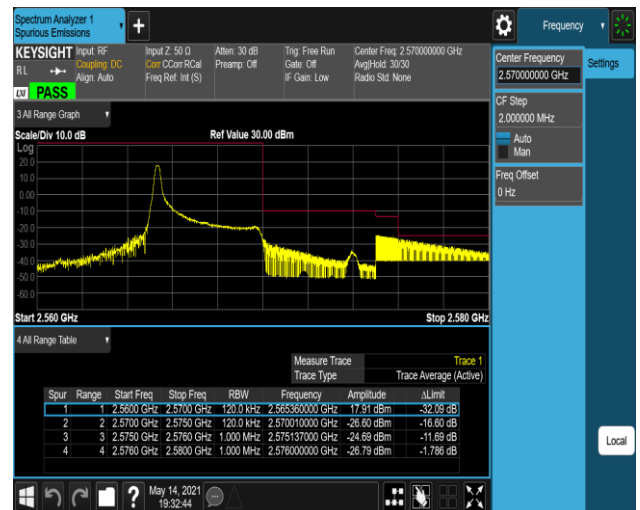 Spectrum Analyzer 1
Spurious Emissions
Frequency
KEYSIGHT
RL
LXI
PASS
Input: RF
Coupling: DC
Align: Auto
Input Z: 50 Ω
Corr CCorr RCal
Freq Ref: Int (S)
Atten: 30 dB
Preamp: Off
Trig: Free Run
Gate: Off
IF Gain: Low
Center Freq: 2.570000000 GHz
Avg|Hold: 30/30
Radio Std: None
Center Frequency
2.570000000 GHz
Settings
CF Step
2.000000 MHz
Auto
Man
Freq Offset
0 Hz
3 All Range Graph
Scale/Div 10.0 dB
Ref Value 30.00 dBm
Log
20.0
10.0
0.00
-10.0
-20.0
-30.0
-40.0
-50.0
-60.0
Start 2.560 GHz
Stop 2.580 GHz
4 All Range Table
Measure Trace Trace 1
Trace Type Trace Average (Active)
Spur Range Start Freq Stop Freq RBW Frequency Amplitude ΔLimit
1 1 2.5600 GHz 2.5700 GHz 120.0 kHz 2.565360000 GHz 17.91 dBm -32.09 dB
2 2 2.5700 GHz 2.5750 GHz 120.0 kHz 2.570010000 GHz -26.60 dBm -16.60 dB
3 3 2.5750 GHz 2.5760 GHz 1.000 MHz 2.575137000 GHz -24.69 dBm -11.69 dB
4 4 2.5760 GHz 2.5800 GHz 1.000 MHz 2.576000000 GHz -26.79 dBm -1.786 dB
Local
May 14, 2021
19:32:44